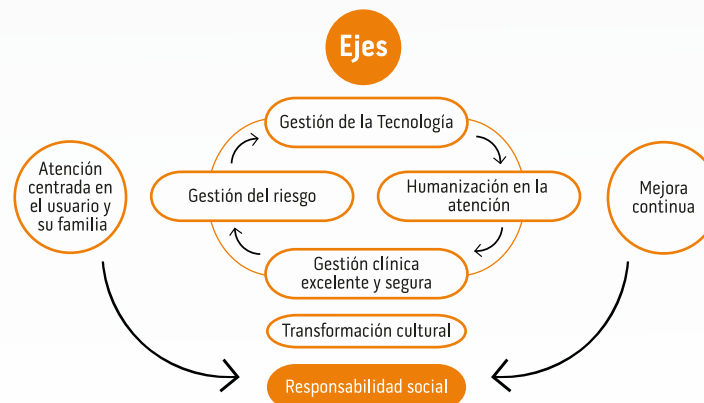 Ejes
Gestión de la Tecnología
Atención
centrada en
el usuario y
su familia
Gestión del riesgo
Humanización en la
atención
Mejora
continua
Gestión clínica
excelente y segura
Transformación cultural
Responsabilidad social